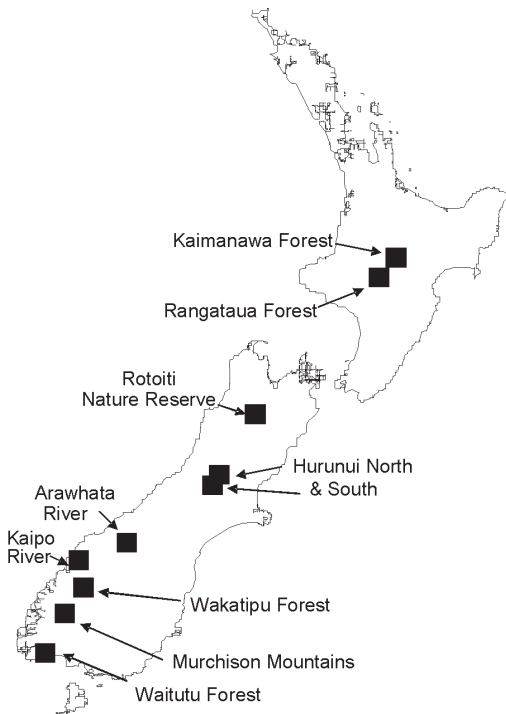 Kaimanawa Forest
Rangataua Forest
Rotoiti
Nature Reserve
Hurunui North
& South
Arawhata
River
Kaipo
River
Wakatipu Forest
Murchison Mountains
Waitutu Forest